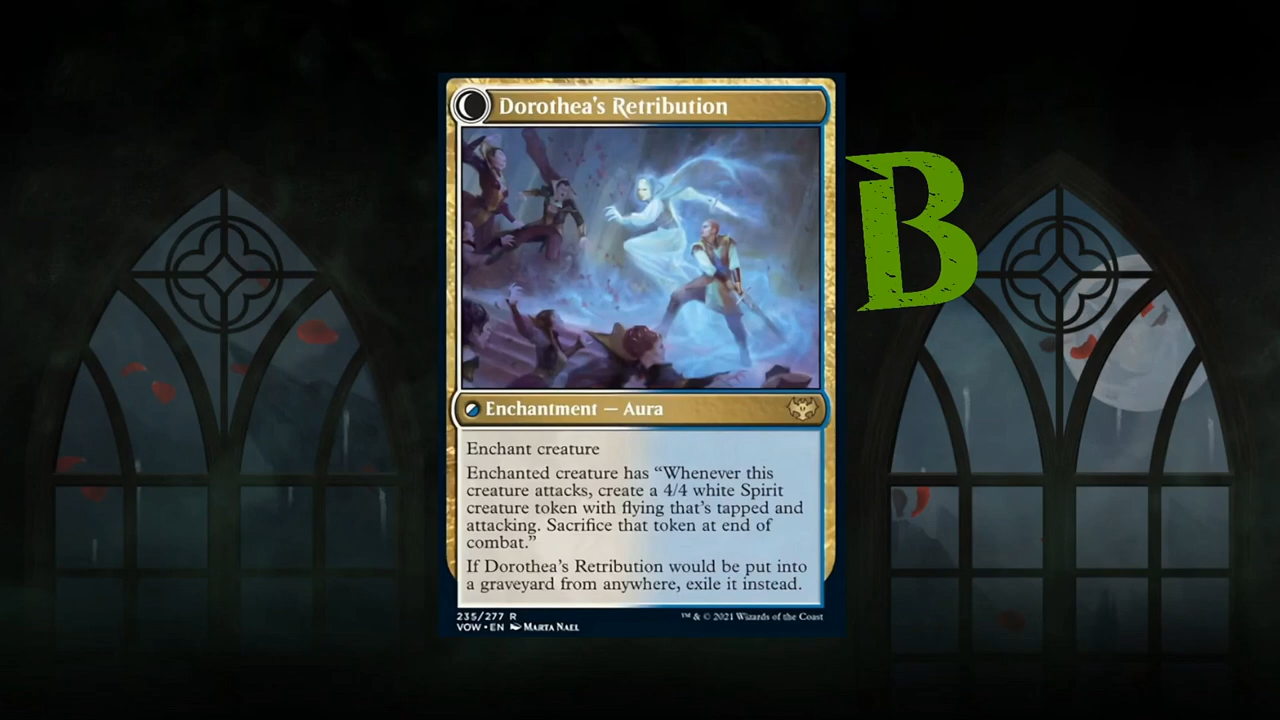 Dorothea's Retribution
B
Enchantment — Aura
Enchant creature
Enchanted creature has “Whenever this
creature attacks, create a 4/4 white Spirit
creature token with flying that's tapped and
attacking. Sacrifice that token at end of
combat.”
If Dorothea's Retribution would be put into
a graveyard from anywhere, exile it instead.
235/277 R
VOW • EN MARTA NAEL
™ & © 2021 Wizards of the Coast